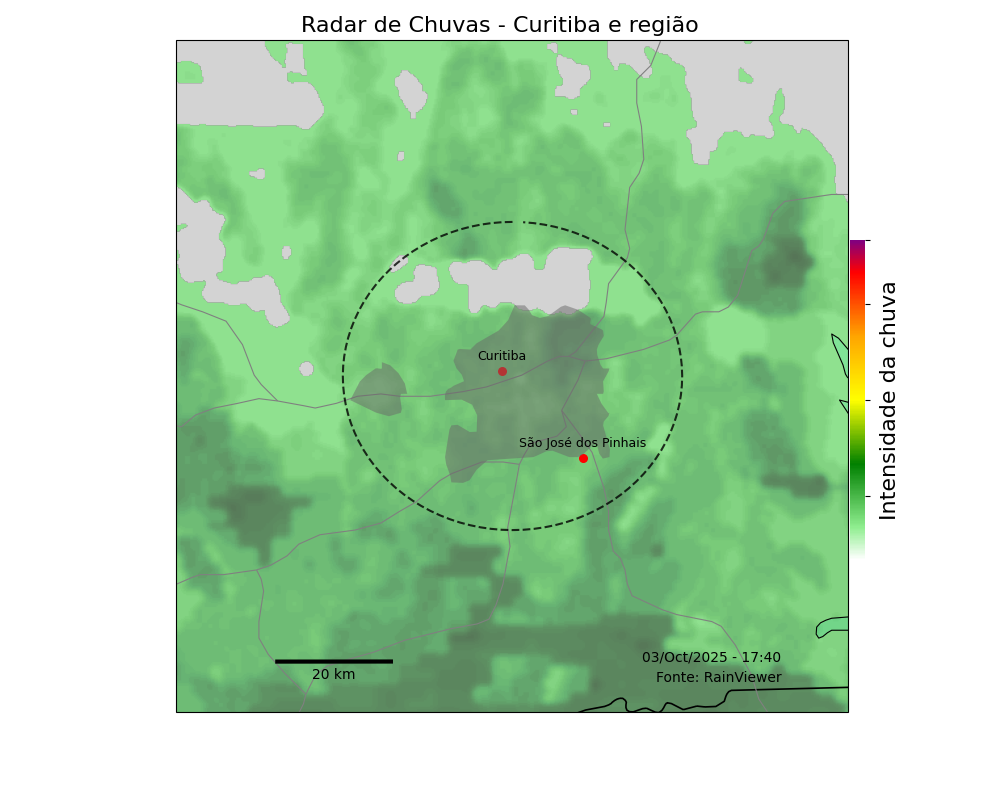 Radar de Chuvas - Curitiba e região
Curitiba
São José dos Pinhais
Intensidade da chuva
20 km
03/Oct/2025 - 17:40
Fonte: RainViewer